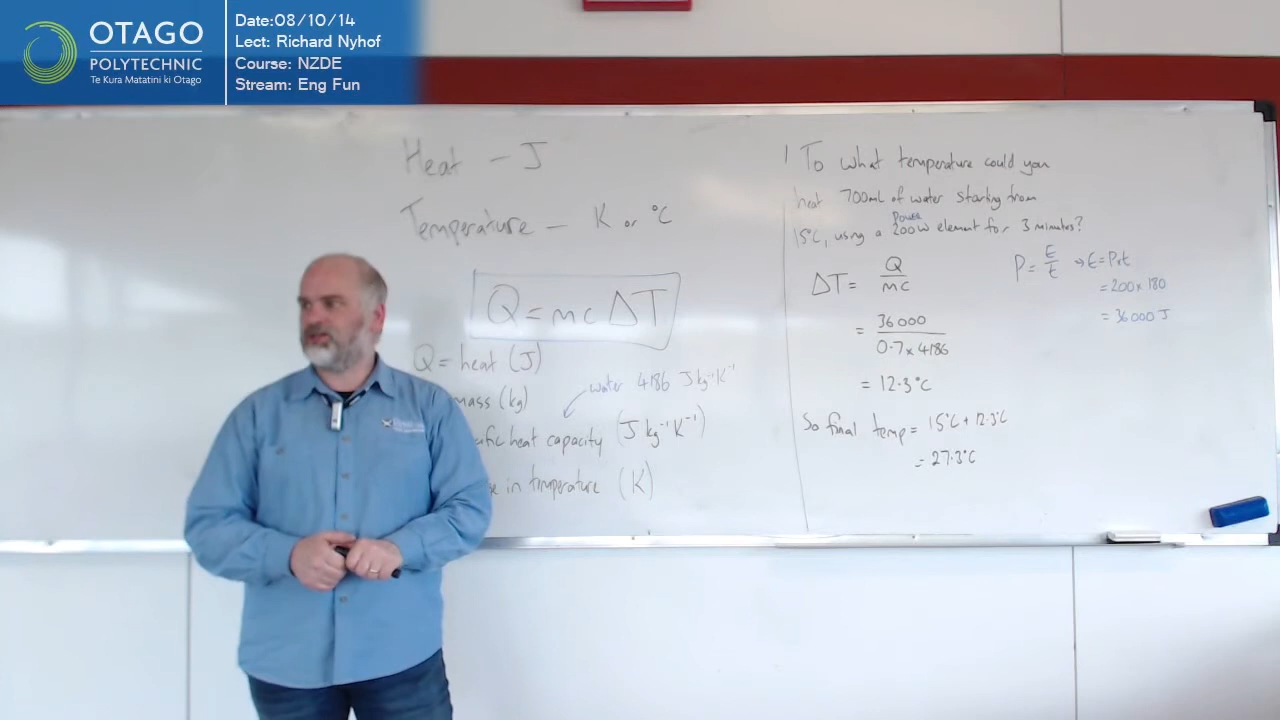 OTAGO
POLYTECHNIC
Te Kura Matatini ki Otago
Date:08/10/14
Lect: Richard Nyhof
Course: NZDE
Stream: Eng Fun
Heat - J
Temperature - K or °C
Q = mcΔT
Q = heat (J)
mass (kg)
water 4186 J kg⁻¹ K⁻¹
heat capacity (J kg⁻¹ K⁻¹)
in temperature (K)
1 To what temperature could you
heat 700mL of water starting from
Power
15°C, using a 200W element for 3 minutes?
ΔT = Q/mc
= 36000/0.7 x 4186
= 12.3°C
So final temp = 15°C + 12.3°C
= 27.3°C
P = E/t → E = Pxt
= 200 x 180
= 36000 J